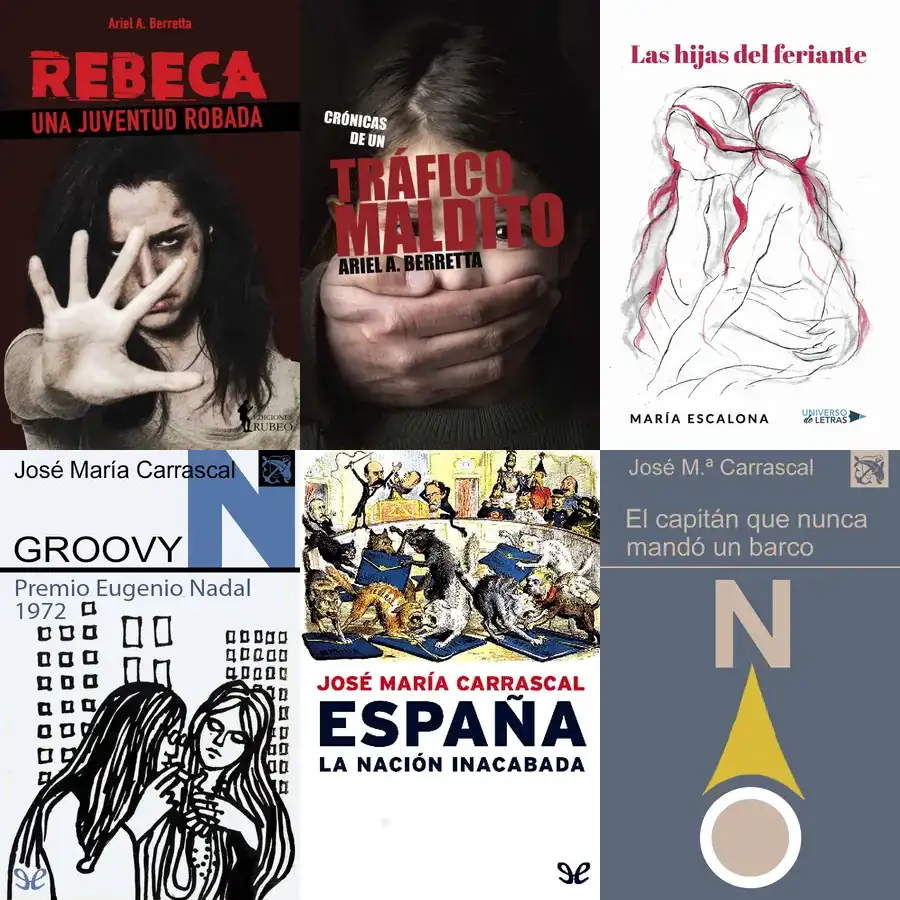 Ariel A. Berretta
REBECA
UNA JUVENTUD ROBADA
EDICIONES
RUBEO
CRÓNICAS
DE UN
TRÁFICO
MALDITO
ARIEL A. BERRETTA
Las hijas del feriante
MARÍA ESCALONA
UNIVERSO
de LETRAS
José María Carrascal
N
GROOVY
Premio Eugenio Nadal
1972
JOSÉ MARÍA CARRASCAL
ESPAÑA
LA NACIÓN INACABADA
José M.ª Carrascal
El capitán que nunca
mandó un barco
N